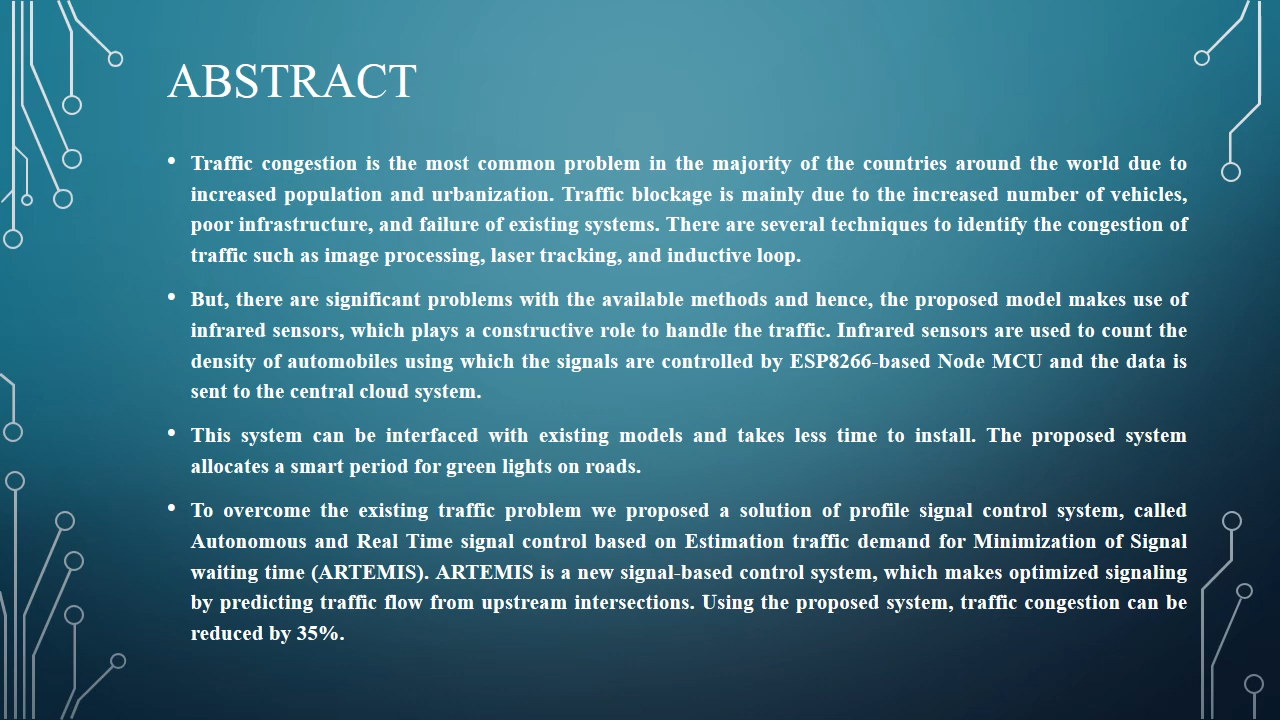 ABSTRACT
• Traffic congestion is the most common problem in the majority of the countries around the world due to
increased population and urbanization. Traffic blockage is mainly due to the increased number of vehicles,
poor infrastructure, and failure of existing systems. There are several techniques to identify the congestion of
traffic such as image processing, laser tracking, and inductive loop.
• But, there are significant problems with the available methods and hence, the proposed model makes use of
infrared sensors, which plays a constructive role to handle the traffic. Infrared sensors are used to count the
density of automobiles using which the signals are controlled by ESP8266-based Node MCU and the data is
sent to the central cloud system.
• This system can be interfaced with existing models and takes less time to install. The proposed system
allocates a smart period for green lights on roads.
• To overcome the existing traffic problem we proposed a solution of profile signal control system, called
Autonomous and Real Time signal control based on Estimation traffic demand for Minimization of Signal
waiting time (ARTEMIS). ARTEMIS is a new signal-based control system, which makes optimized signaling
by predicting traffic flow from upstream intersections. Using the proposed system, traffic congestion can be
reduced by 35%.